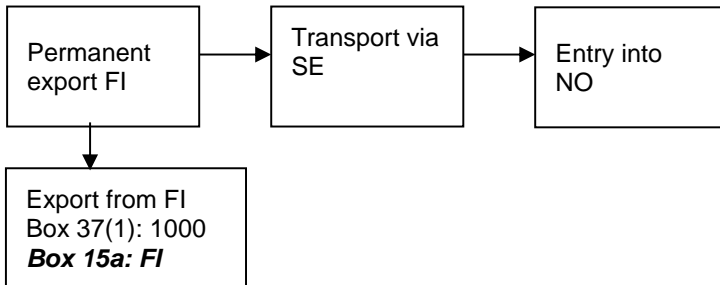 Permanent
export FI
Transport via
SE
Entry into
NO
Export from FI
Box 37(1): 1000
Box 15a: FI